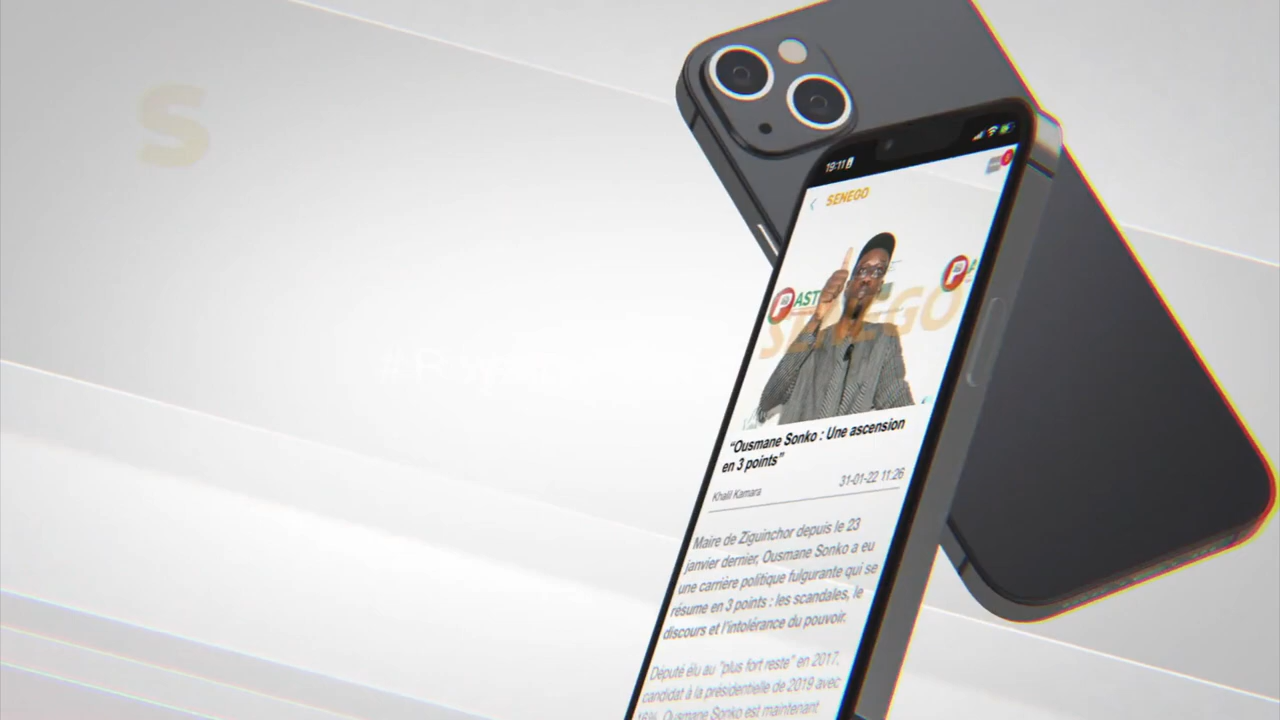 S
19:11
SENEGO
PAST
SENEGO
“Ousmane Sonko : Une ascension
en 3 points”
Khalil Kamara
31-01-22 11:26
Maire de Ziguinchor depuis le 23
janvier dernier, Ousmane Sonko a eu
une carrière politique fulgurante qui se
résume en 3 points : les scandales, le
discours et l'intolérance du pouvoir.
Député élu au "plus fort reste" en 2017,
candidat à la présidentielle de 2019 avec
16%, Ousmane Sonko est maintenant